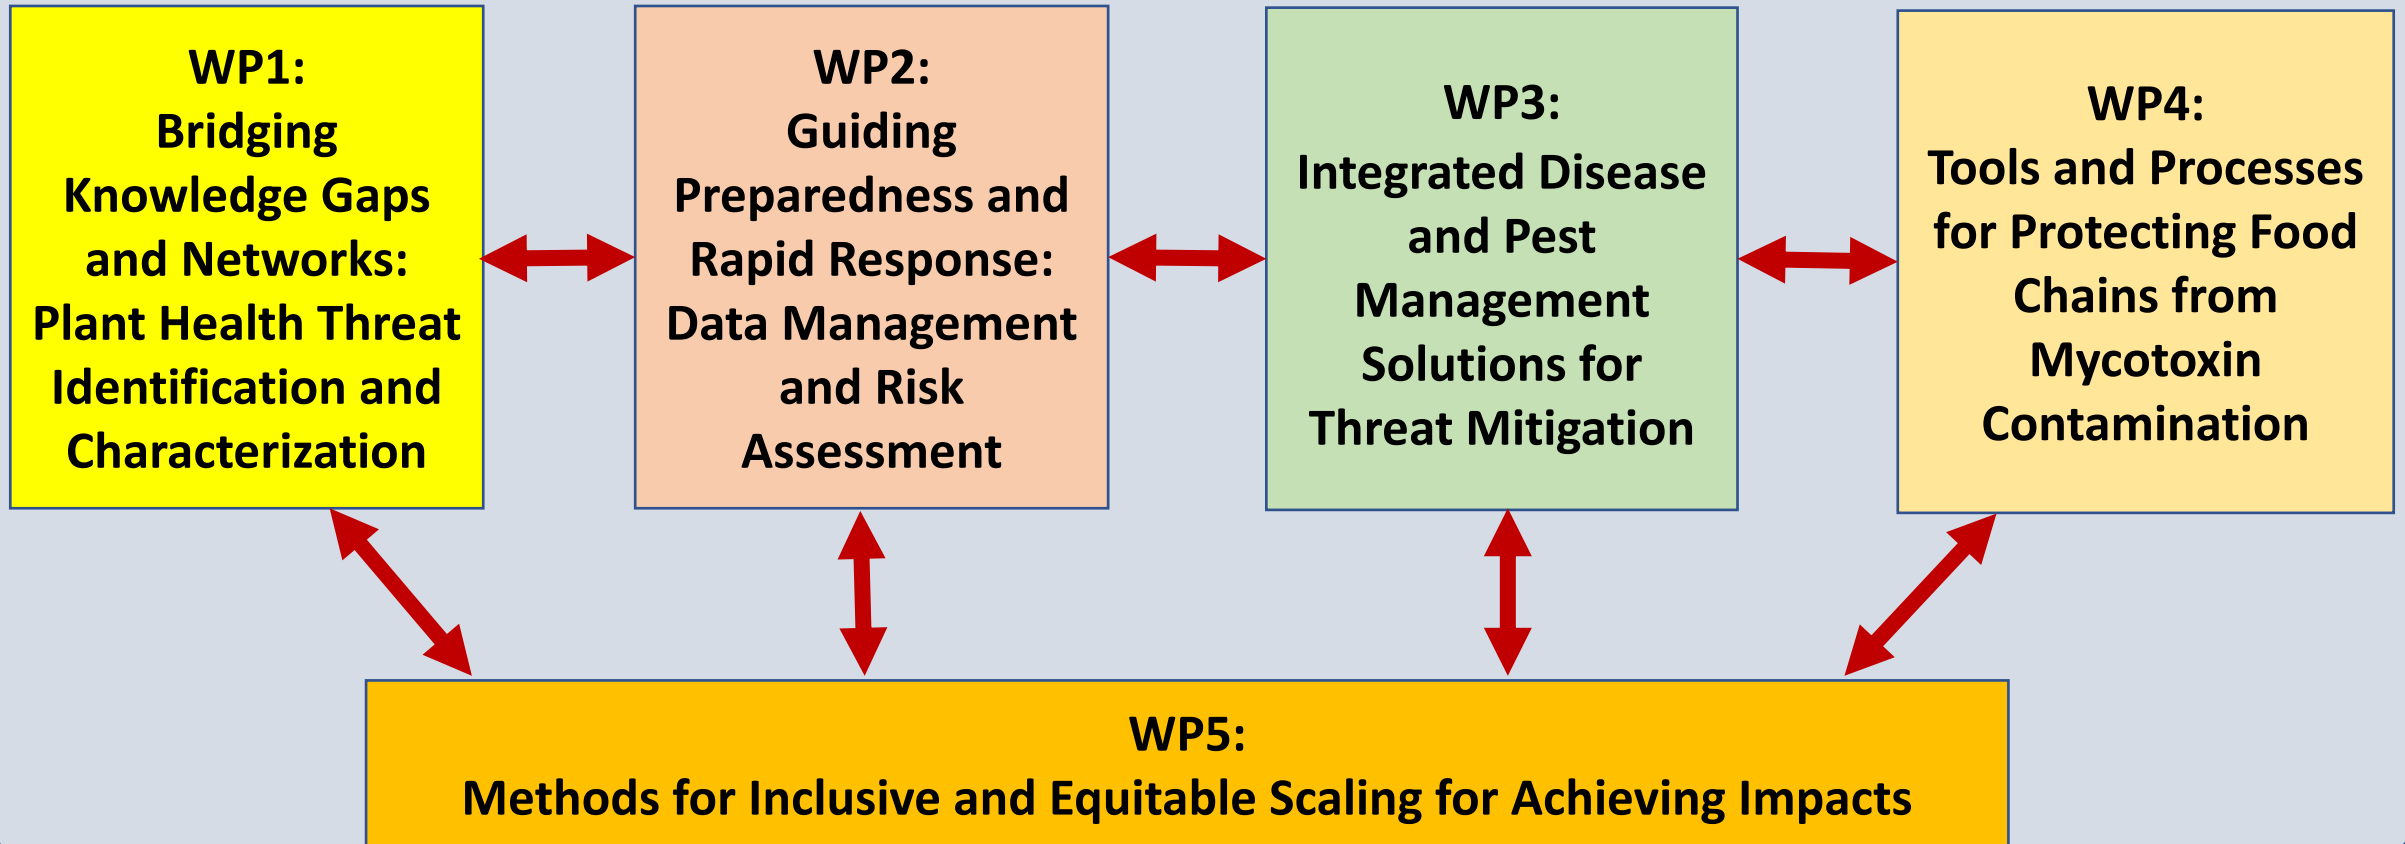 WP1:
Bridging
Knowledge Gaps
and Networks:
Plant Health Threat
Identification and
Characterization
WP2:
Guiding
Preparedness and
Rapid Response:
Data Management
and Risk
Assessment
WP3:
Integrated Disease
and Pest
Management
Solutions for
Threat Mitigation
WP4:
Tools and Processes
for Protecting Food
Chains from
Mycotoxin
Contamination
WP5:
Methods for Inclusive and Equitable Scaling for Achieving Impacts